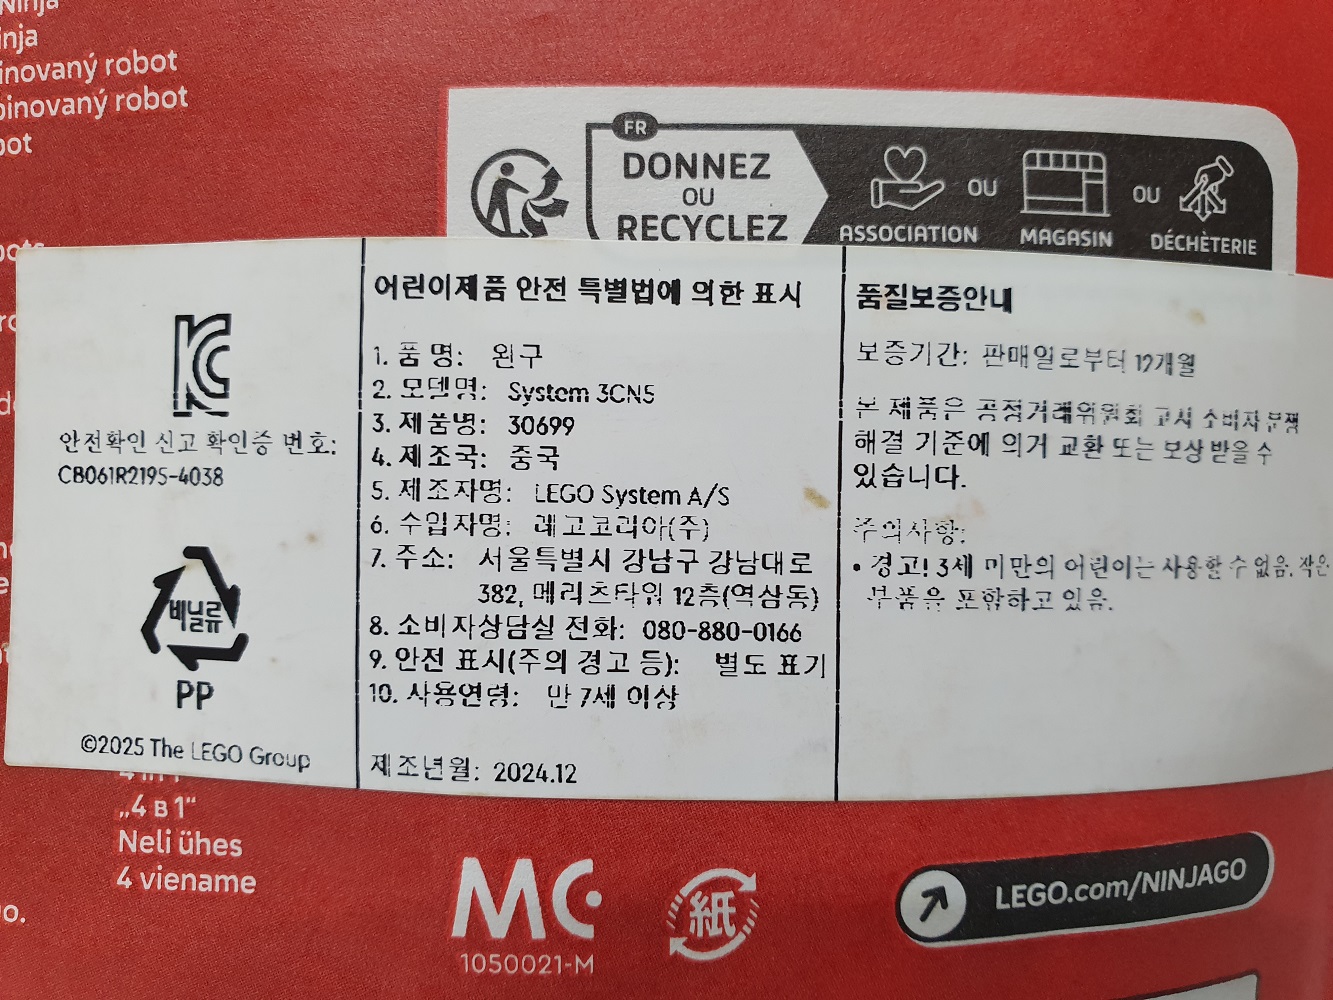 Ninja
inja
inovaný robot
binovaný robot
bot
FR
DONNEZ
OU
RECYCLEZ
ASSOCIATION
OU
MAGASIN
OU
DÉCHÈTERIE
KC
안전확인 신고 확인증 번호:
CB061R2195-4038
비닐류
PP
©2025 The LEGO Group
어린이제품 안전 특별법에 의한 표시
1. 품 명: 완구
2. 모델명: System 3CN5
3. 제품명: 30699
4. 제조국: 중국
5. 제조자명: LEGO System A/S
6. 수입자명: 레고코리아(주)
7. 주소: 서울특별시 강남구 강남대로
382, 메리츠타워 12층(역삼동)
8. 소비자상담실 전화: 080-880-0166
9. 안전 표시(주의 경고 등): 별도 표기
10. 사용연령: 만 7세 이상
제조년월: 2024.12
품질보증안내
보증기간: 판매일로부터 12개월
본 제품은 공정거래위원회 고시 소비자분쟁
해결 기준에 의거 교환 또는 보상 받을 수
있습니다.
주의사항:
• 경고! 3세 미만의 어린이는 사용할 수 없음. 작은
부품을 포함하고 있음.
4 in 1
„4 в 1“
Neli ühes
4 viename
MC
1050021-M
紙
LEGO.com/NINJAGO